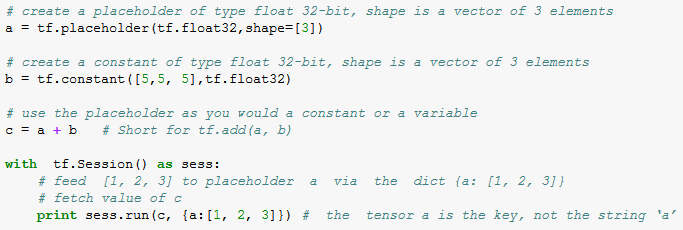 # create a placeholder of type float 32-bit, shape is a vector of 3 elements
a = tf.placeholder(tf.float32,shape=[3])
# create a constant of type float 32-bit, shape is a vector of 3 elements
b = tf.constant([5,5, 5],tf.float32)
# use the placeholder as you would a constant or a variable
c = a + b   # Short for tf.add(a, b)
with  tf.Session() as sess:
    # feed  [1, 2, 3] to placeholder  a  via  the  dict {a: [1, 2, 3]}
    # fetch value of c
    print sess.run(c, {a:[1, 2, 3]}) #  the  tensor a is the key, not the string ‘a’